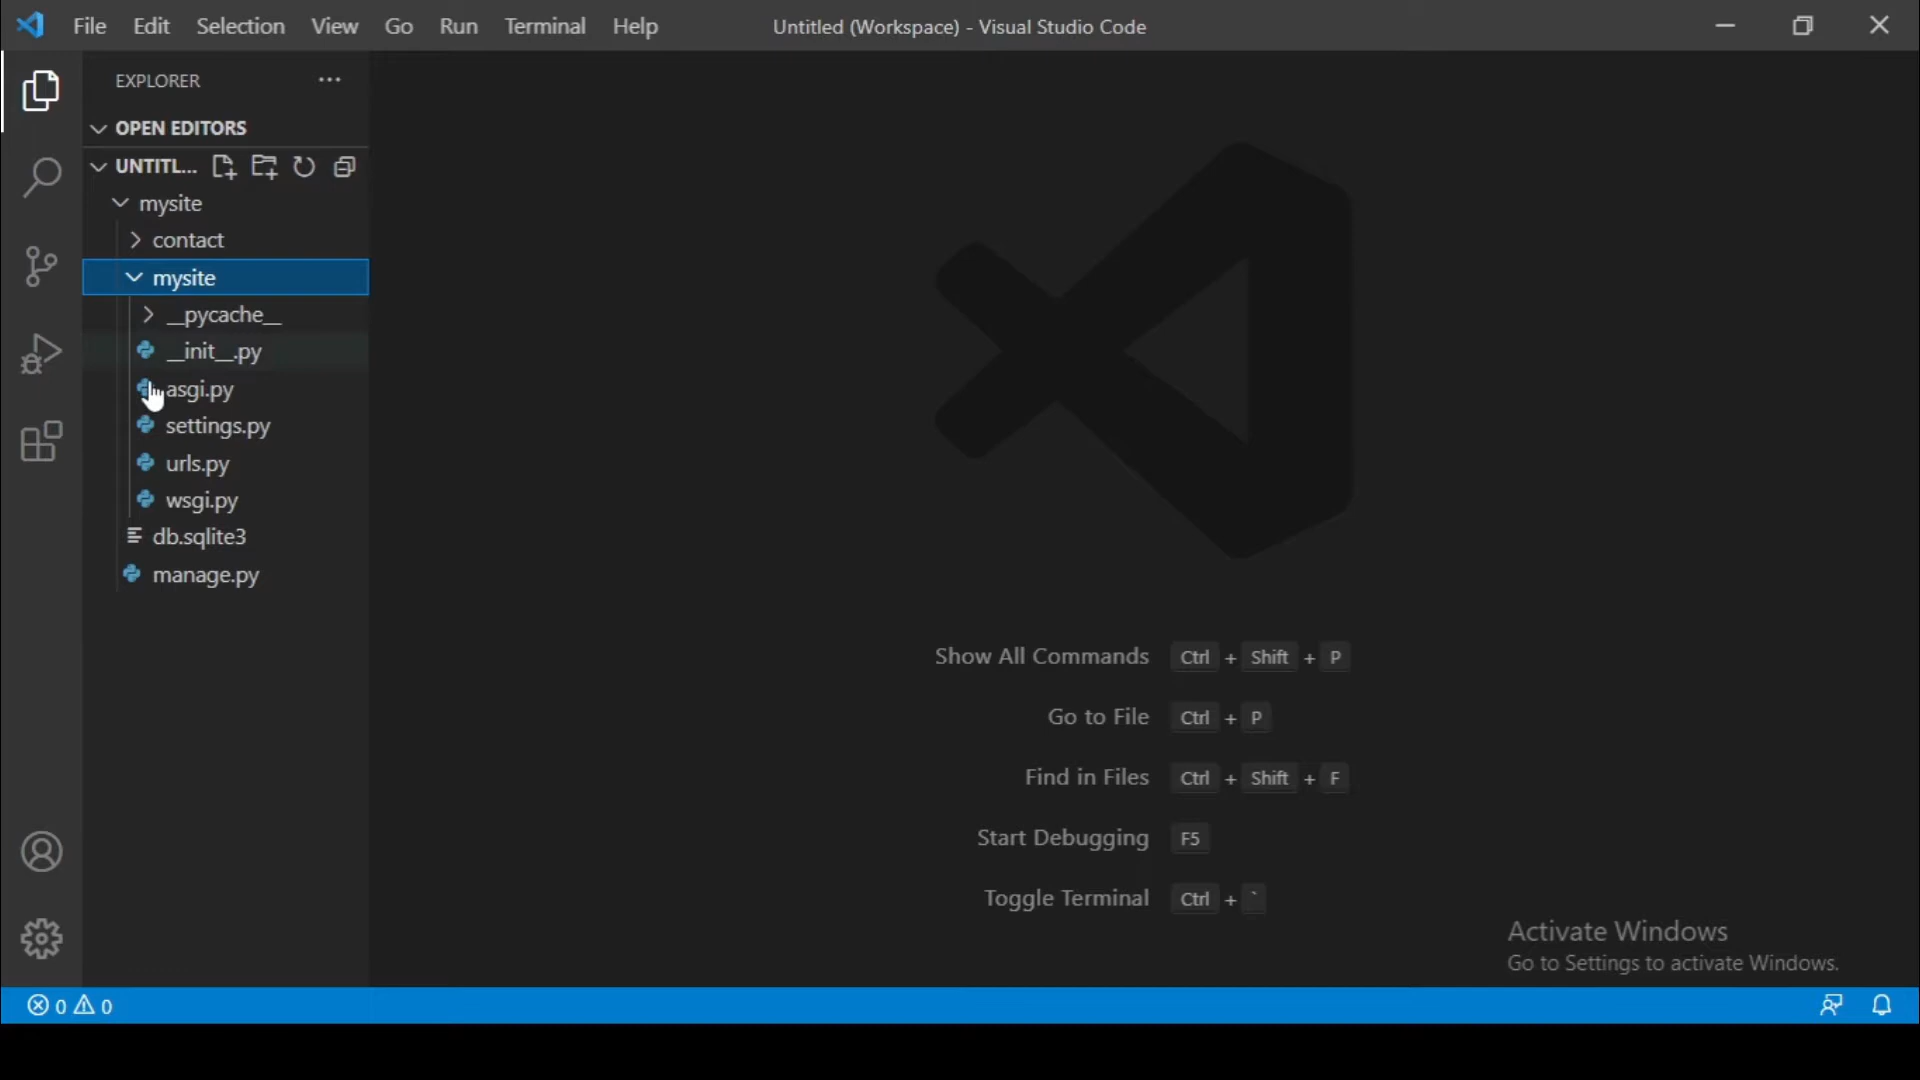 File Edit Selection View Go Run Terminal Help Untitled (Workspace) - Visual Studio Code
EXPLORER ...
OPEN EDITORS
UNTITL...
mysite
contact
mysite
__pycache__
__init__.py
asgi.py
settings.py
urls.py
wsgi.py
db.sqlite3
manage.py
Show All Commands Ctrl + Shift + P
Go to File Ctrl + P
Find in Files Ctrl + Shift + F
Start Debugging F5
Toggle Terminal Ctrl + `
Activate Windows
Go to Settings to activate Windows.
0 0